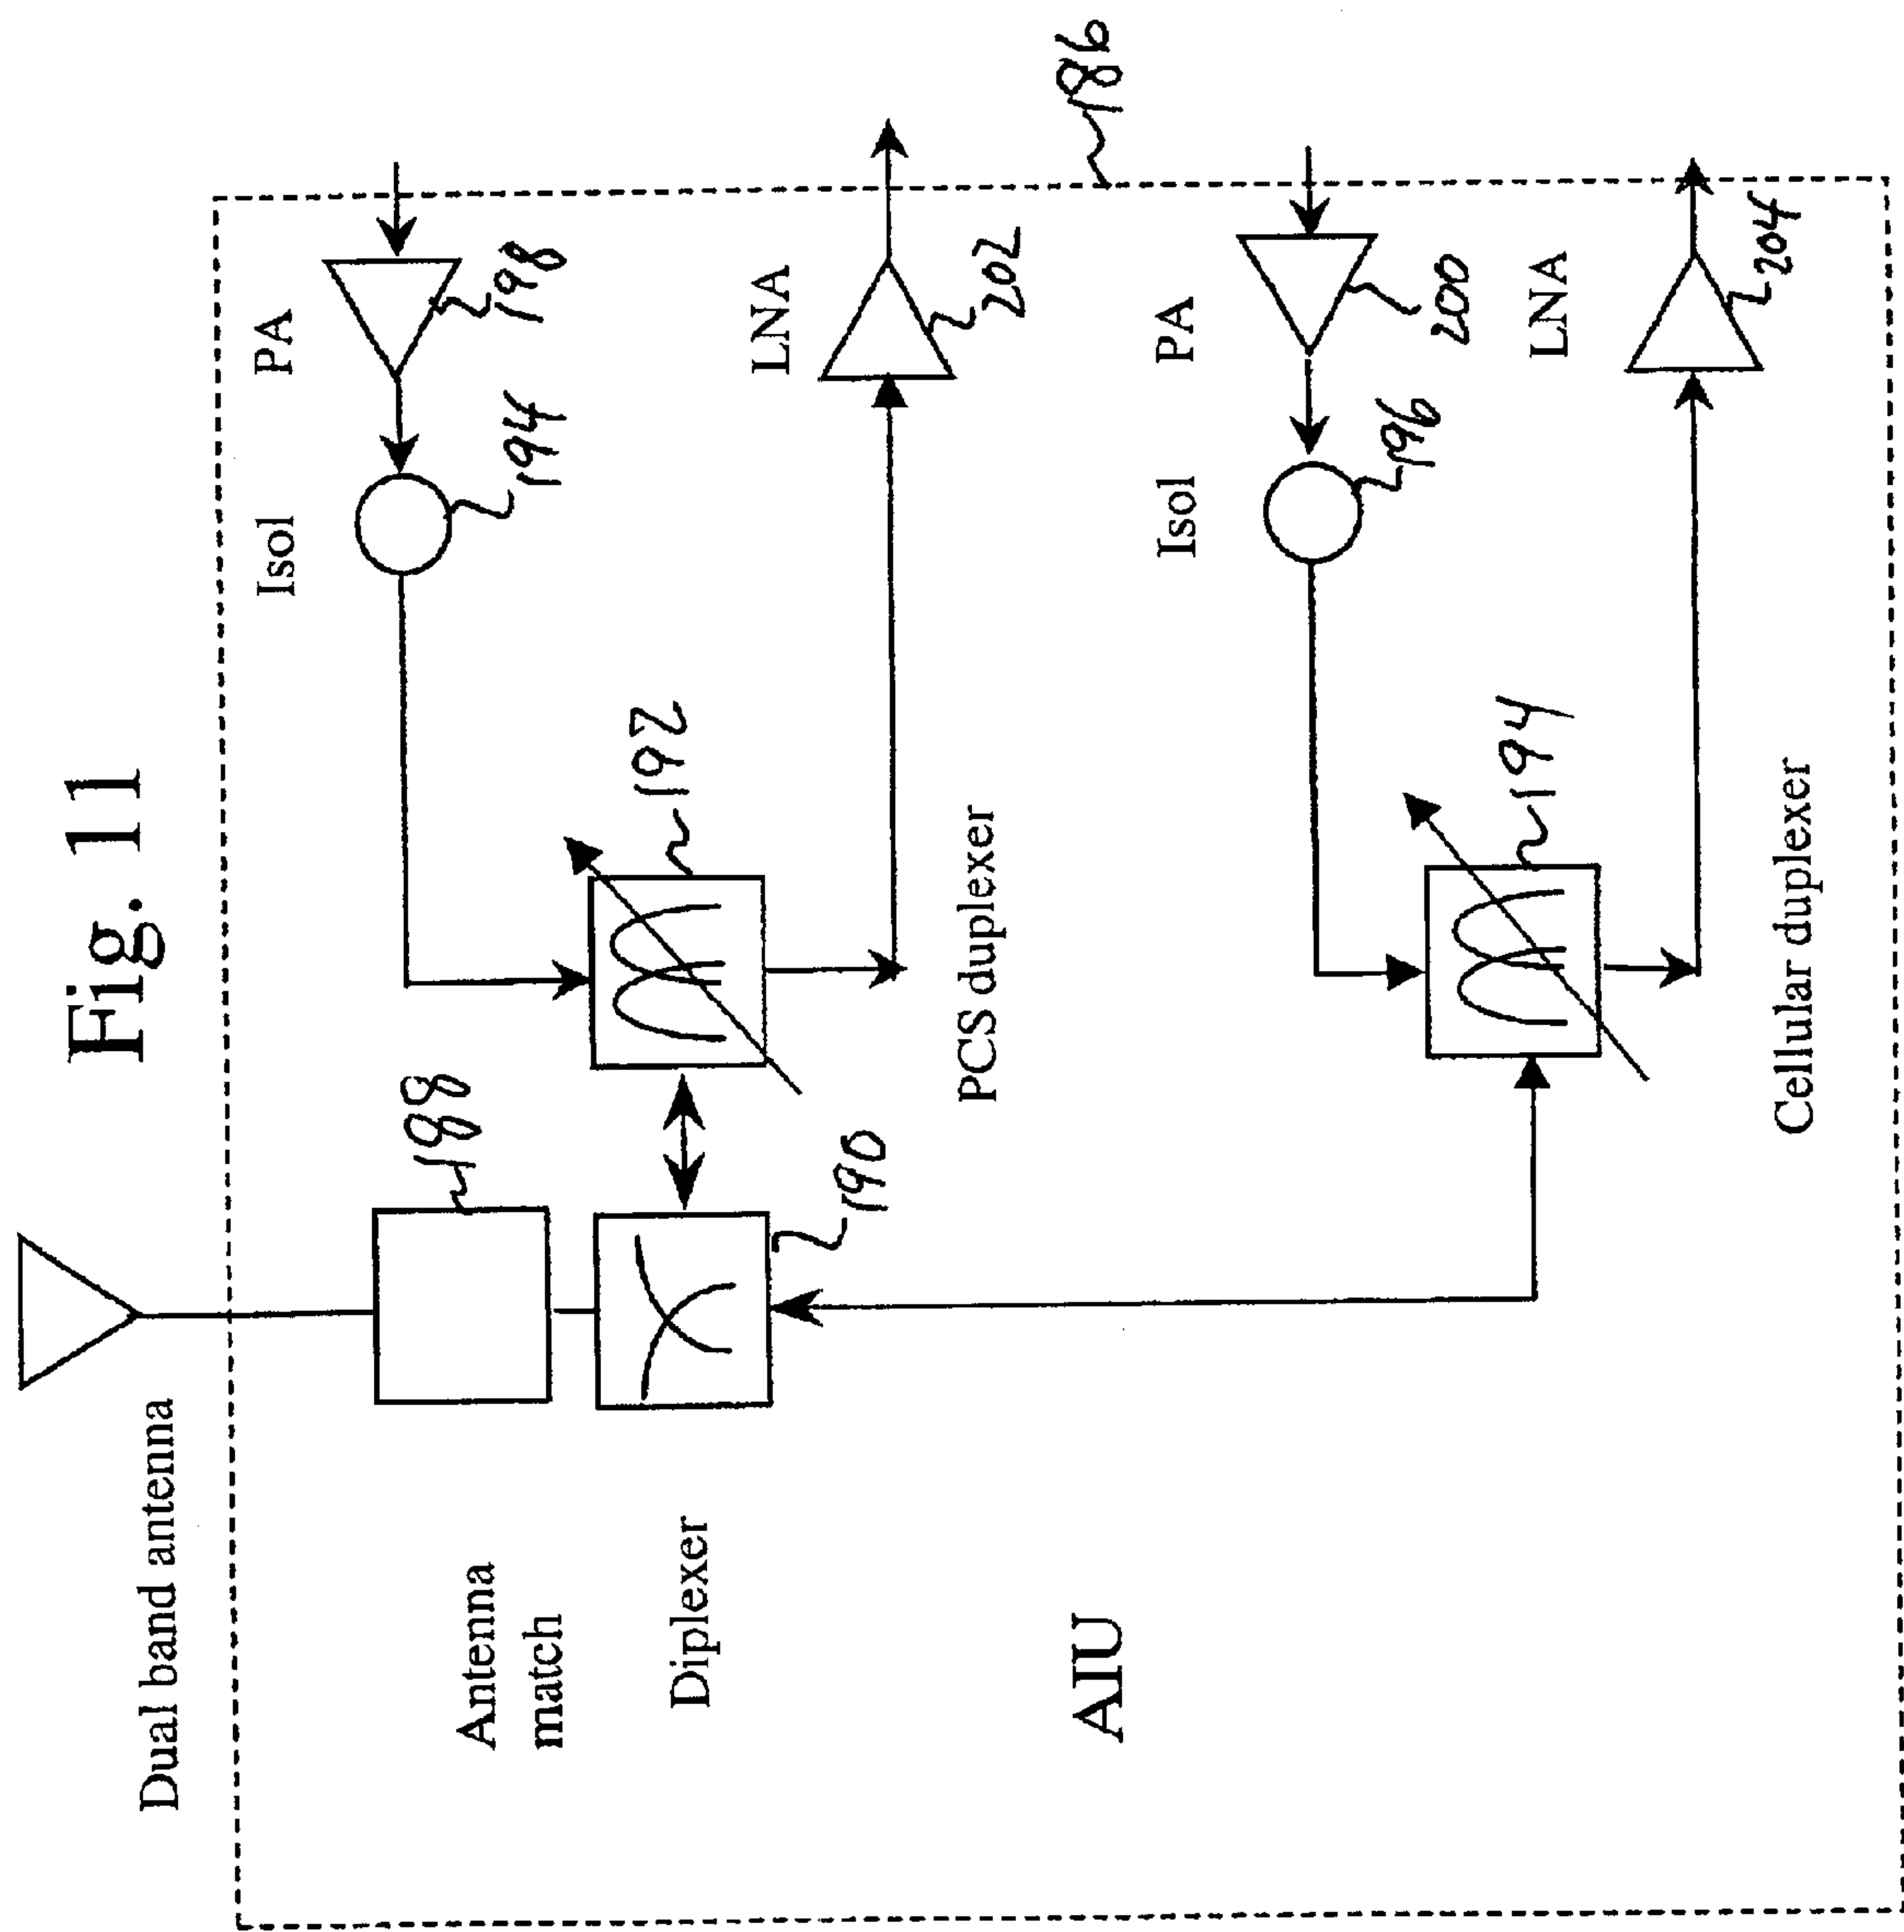 Fig. 11
Dual band antenna
Antenna
match
188
Diplexer
190
AIU
186
Isol
194
PA
198
192
PCS duplexer
LNA
202
Isol
196
PA
200
194
Cellular duplexer
LNA
204